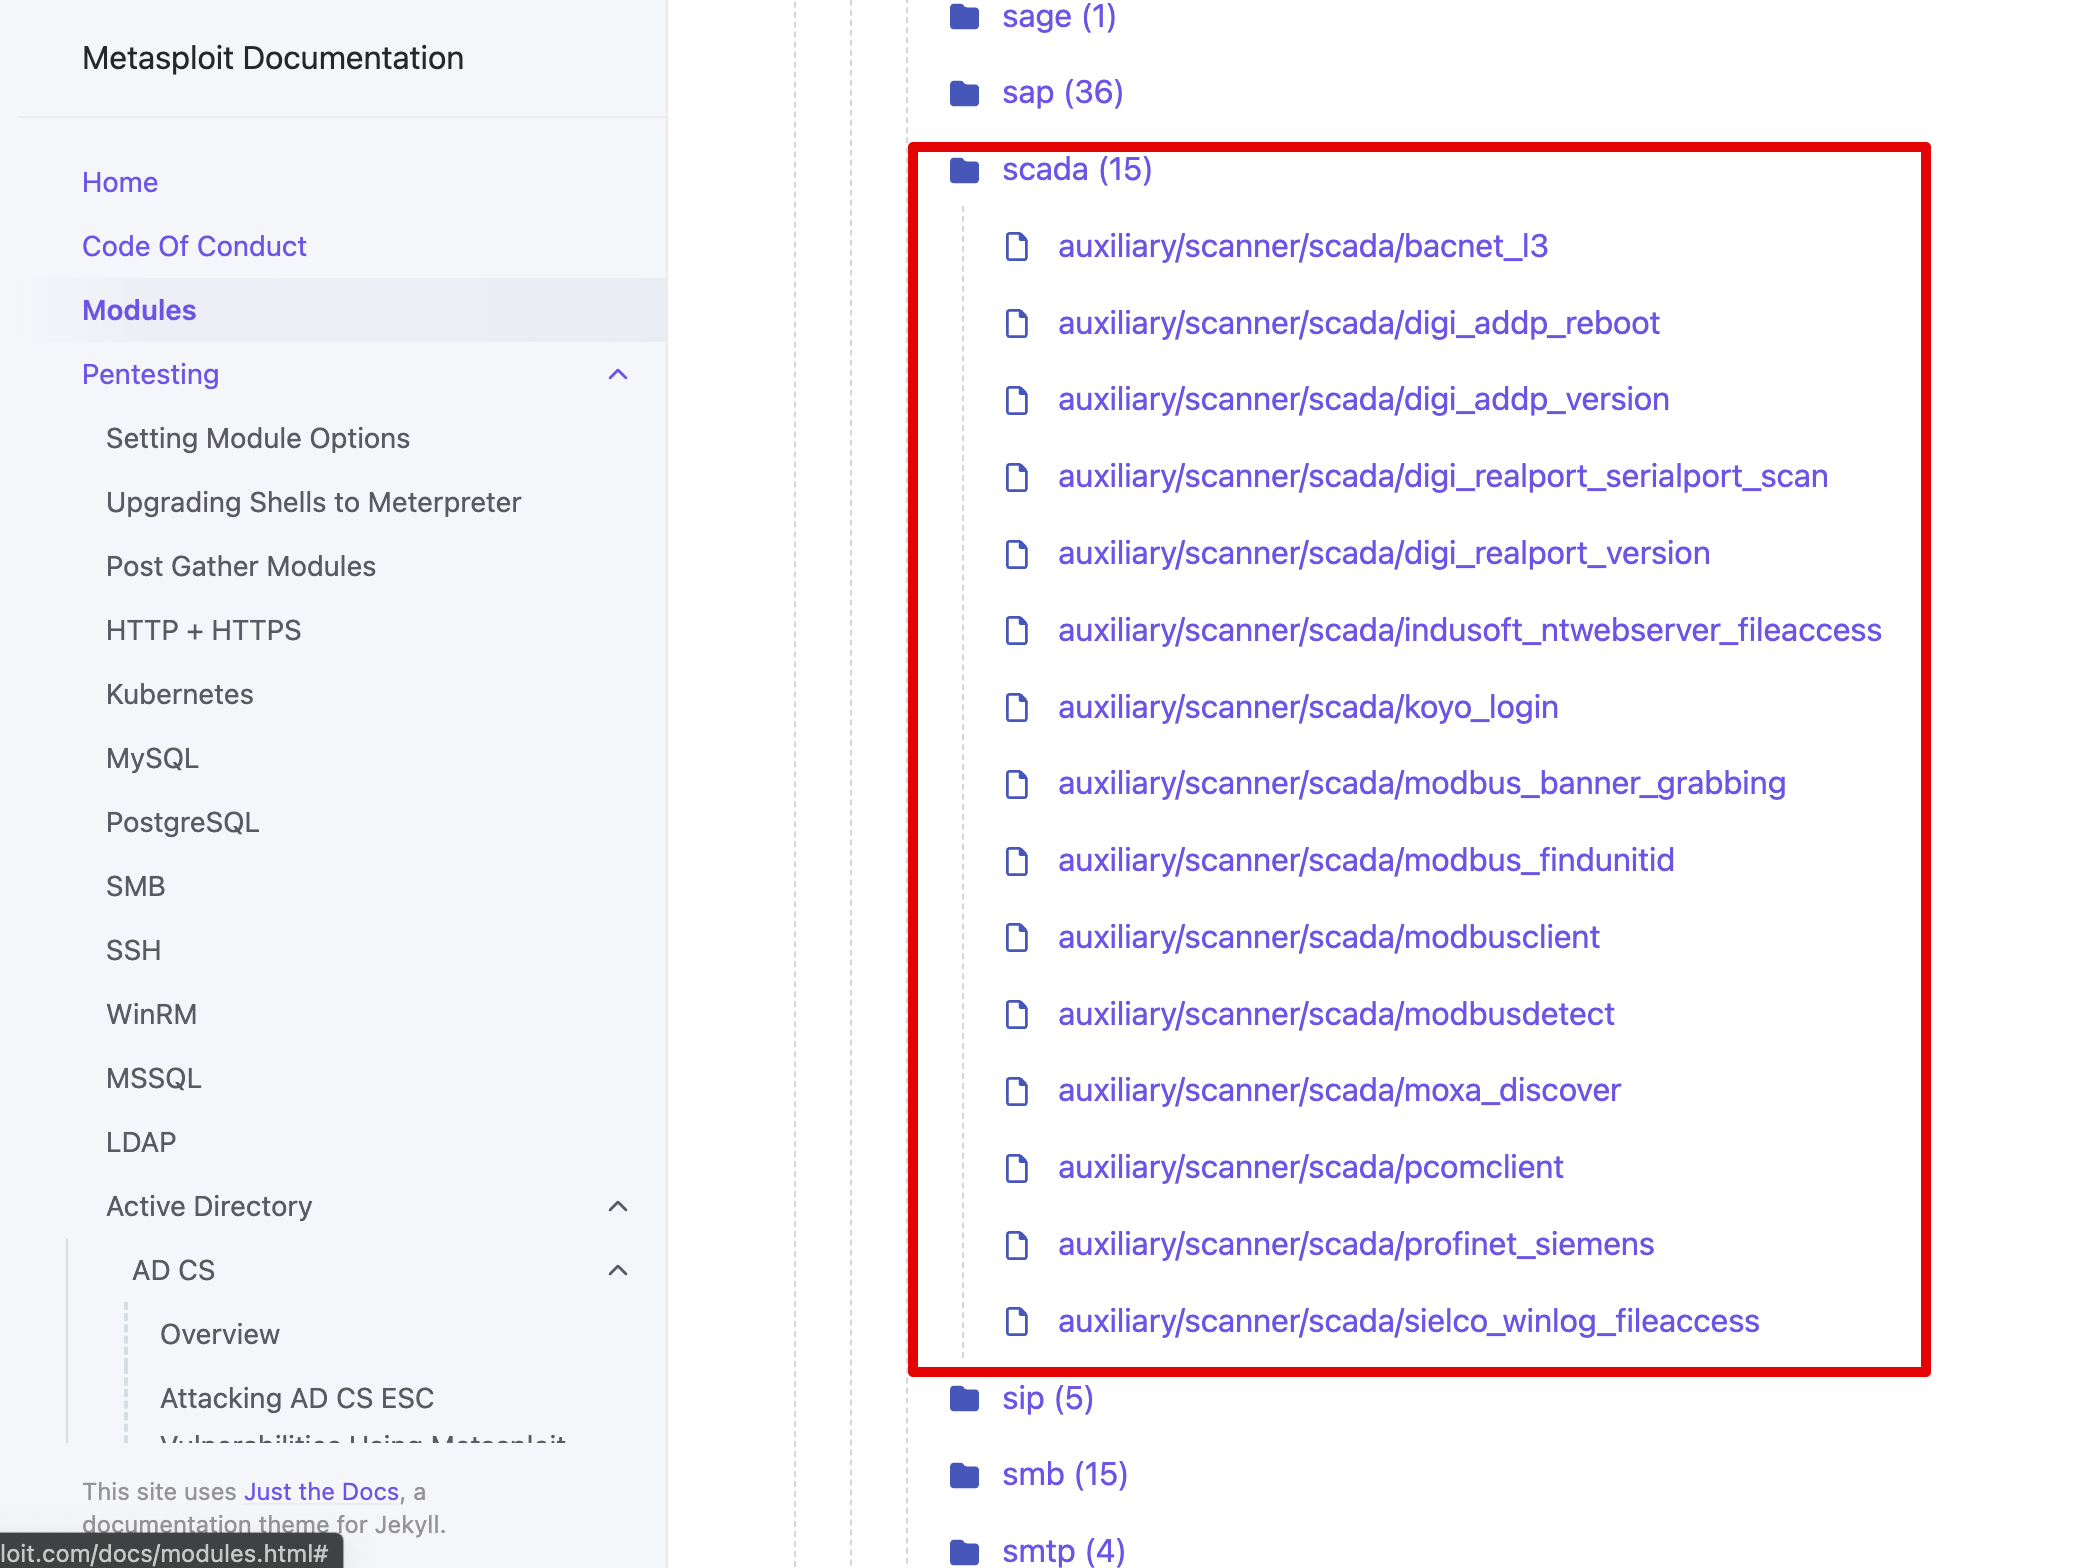 Metasploit Documentation
Home
Code Of Conduct
Modules
Pentesting
Setting Module Options
Upgrading Shells to Meterpreter
Post Gather Modules
HTTP + HTTPS
Kubernetes
MySQL
PostgreSQL
SMB
SSH
WinRM
MSSQL
LDAP
Active Directory
AD CS
Overview
Attacking AD CS ESC
Vulnerabilities Using Metasploit
This site uses Just the Docs, a
documentation theme for Jekyll.
loit.com/docs/modules.html#
sage (1)
sap (36)
scada (15)
auxiliary/scanner/scada/bacnet_l3
auxiliary/scanner/scada/digi_addp_reboot
auxiliary/scanner/scada/digi_addp_version
auxiliary/scanner/scada/digi_realport_serialport_scan
auxiliary/scanner/scada/digi_realport_version
auxiliary/scanner/scada/indusoft_ntwebserver_fileaccess
auxiliary/scanner/scada/koyo_login
auxiliary/scanner/scada/modbus_banner_grabbing
auxiliary/scanner/scada/modbus_findunitid
auxiliary/scanner/scada/modbusclient
auxiliary/scanner/scada/modbusdetect
auxiliary/scanner/scada/moxa_discover
auxiliary/scanner/scada/pcomclient
auxiliary/scanner/scada/profinet_siemens
auxiliary/scanner/scada/sielco_winlog_fileaccess
sip (5)
smb (15)
smtp (4)